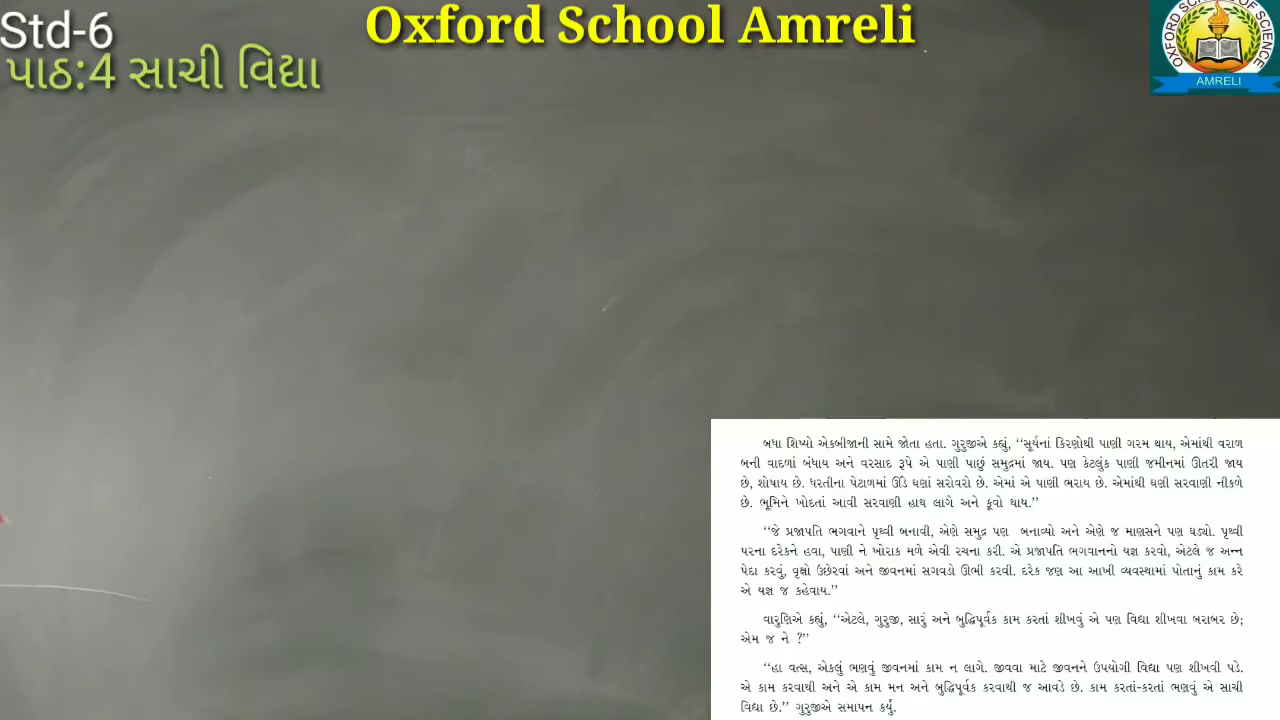 Std-6
Oxford School Amreli
પાઠ:4 સાચી વિદ્યા
OXFORD SCHOOL OF SCIENCE
AMRELI
બધા શિષ્યો એકબીજાની સામે જોતા હતા. ગુરુજીએ કહ્યું, ‘‘સૂર્યનાં કિરણોથી પાણી ગરમ થાય, એમાંથી વરાળ
બની વાદળાં બંધાય અને વરસાદ રૂપે એ પાણી પાછું સમુદ્રમાં જાય. પણ કેટલુંક પાણી જમીનમાં ઊતરી જાય
છે, શોષાય છે. ધરતીના પેટાળમાં ઊંડે ઘણાં સરોવરો છે. એમાં એ પાણી ભરાય છે. એમાંથી ઘણી સરવાણી નીકળે
છે. ભૂમિને ખોદતાં આવી સરવાણી હાથ લાગે અને કૂવો થાય.’’
‘‘જે પ્રજાપતિ ભગવાને પૃથ્વી બનાવી, એણે સમુદ્ર પણ બનાવ્યો અને એણે જ માણસને પણ ઘડ્યો. પૃથ્વી
પરના દરેકને હવા, પાણી ને ખોરાક મળે એવી રચના કરી. એ પ્રજાપતિ ભગવાનનો યજ્ઞ કરવો, એટલે જ અન્ન
પેદા કરવું, વૃક્ષો ઉછેરવાં અને જીવનમાં સગવડો ઊભી કરવી. દરેક જણ આ આખી વ્યવસ્થામાં પોતાનું કામ કરે
એ યજ્ઞ જ કહેવાય.’’
વારુણિએ કહ્યું, ‘‘એટલે, ગુરુજી, સારું અને બુદ્ધિપૂર્વક કામ કરતાં શીખવું એ પણ વિદ્યા શીખવા બરાબર છે;
એમ જ ને ?’’
‘‘હા વત્સ, એકલું ભણવું જીવનમાં કામ ન લાગે. જીવવા માટે જીવનને ઉપયોગી વિદ્યા પણ શીખવી પડે.
એ કામ કરવાથી અને એ કામ મન અને બુદ્ધિપૂર્વક કરવાથી જ આવડે છે. કામ કરતાં-કરતાં ભણવું એ સાચી
વિદ્યા છે.’’ ગુરુજીએ સમાપન કર્યું.